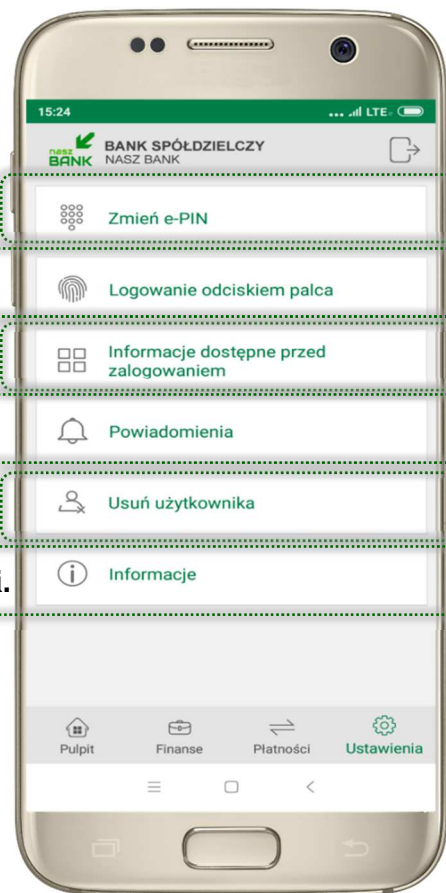 15:24
LTE
nasz BANK
BANK SPÓŁDZIELCZY
NASZ BANK
Zmień e-PIN
Logowanie odciskiem palca
Informacje dostępne przed
zalogowaniem
Powiadomienia
Usuń użytkownika
i.
Informacje
Pulpit
Finanse
Płatności
Ustawienia